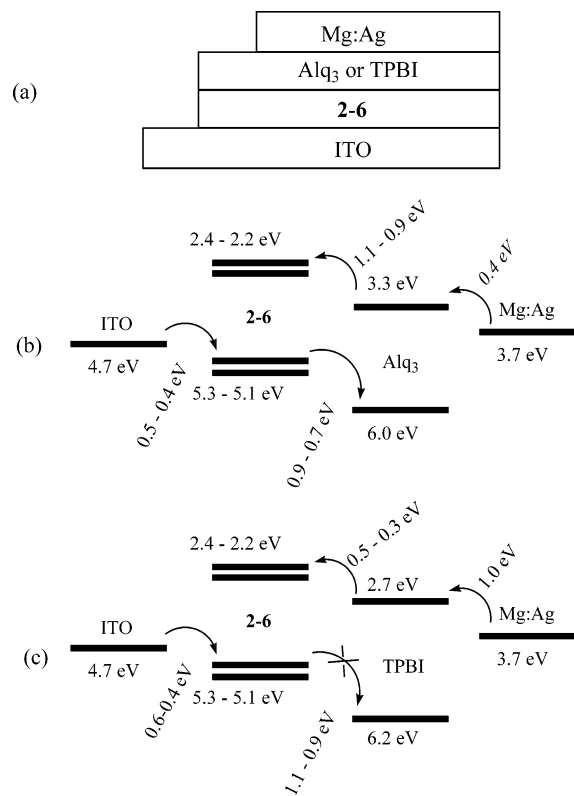 (a)
Mg:Ag
Alq3 or TPBI
2-6
ITO
(b)
2.4 - 2.2 eV
1.1 - 0.9 eV
3.3 eV
0.4 eV
ITO
2-6
Mg:Ag
4.7 eV
Alq3
3.7 eV
0.5 - 0.4 eV
5.3 - 5.1 eV
0.9 - 0.7 eV
6.0 eV
(c)
2.4 - 2.2 eV
0.5 - 0.3 eV
2.7 eV
1.0 eV
ITO
2-6
Mg:Ag
4.7 eV
TPBI
3.7 eV
0.6-0.4 eV
5.3 - 5.1 eV
1.1 - 0.9 eV
6.2 eV